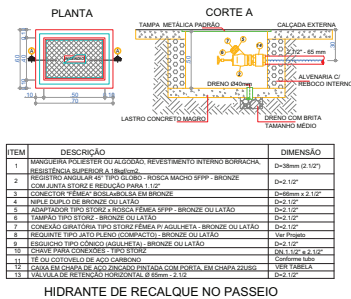 PLANTA
CORTE A
TAMPA METÁLICA PADRÃO
CALÇADA EXTERNA
2.1/2" - 65 mm
ALVENARIA C/
REBOCO INTERNO
DRENO Ø40mm
LASTRO CONCRETO MAGRO
DRENO COM BRITA
TAMANHO MÉDIO
A
A
10
50
10
70
ITEM DESCRIÇÃO DIMENSÃO
1 MANGUEIRA POLIESTER OU ALGODÃO, REVESTIMENTO INTERNO BORRACHA, RESISTÊNCIA SUPERIOR A 18kgf/cm2. D=38mm (2.1/2")
2 REGISTRO ANGULAR 45° TIPO GLOBO - ROSCA MACHO 5FPP - BRONZE
COM JUNTA STORZ E REDUÇÃO PARA 1.1/2" D=2.1/2"
3 CONECTOR "FÊMEA" BOSLAxBOLSA EM BRONZE D=66mm x 2.1/2"
4 NIPLE DUPLO DE BRONZE OU LATÃO D=2.1/2"
5 ADAPTADOR TIPO STORZ x ROSCA FÊMEA 5FPP - BRONZE OU LATÃO D=2.1/2"
6 TAMPÃO TIPO STORZ - BRONZE OU LATÃO D=2.1/2"
7 CONEXÃO GIRATÓRIA TIPO STORZ FÊMEA P/ AGULHETA - BRONZE OU LATÃO D=2.1/2"
8 REQUINTE TIPO JATO PLENO (COMPACTO) - BRONZE OU LATÃO Ver Projeto
9 ESGUICHO TIPO CÔNICO (AGULHETA) - BRONZE OU LATÃO D=2.1/2"
10 CHAVE PARA CONEXÕES - TIPO STORZ DN.1.1/2" e 2.1/2"
11 TÊ OU COTOVELO DE AÇO CARBONO Conforme tubo
12 CAIXA EM CHAPA DE AÇO ZINCADO PINTADA COM PORTA, EM CHAPA 22USG VER TABELA
13 VÁLVULA DE RETENÇÃO HORIZONTAL Ø 65mm - 2.1/2 D=2.1/2"
HIDRANTE DE RECALQUE NO PASSEIO